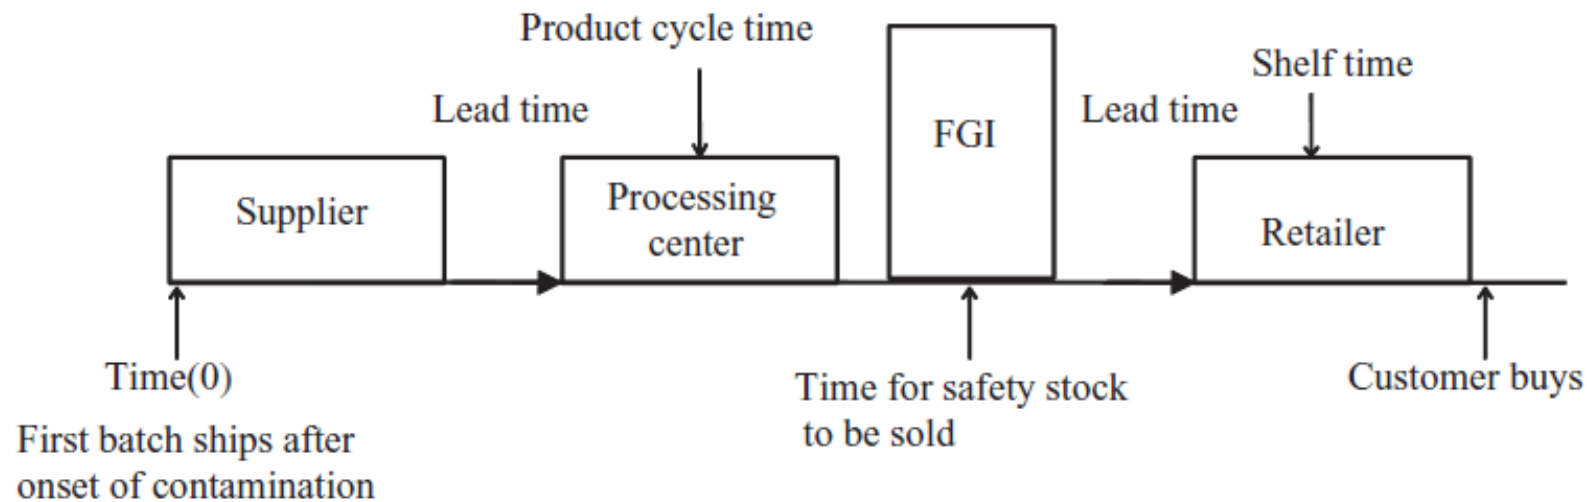 Product cycle time
Shelf time
Lead time
FGI
Lead time
Supplier
Processing
center
Retailer
Time(0)
Time for safety stock
to be sold
Customer buys
First batch ships after
onset of contamination